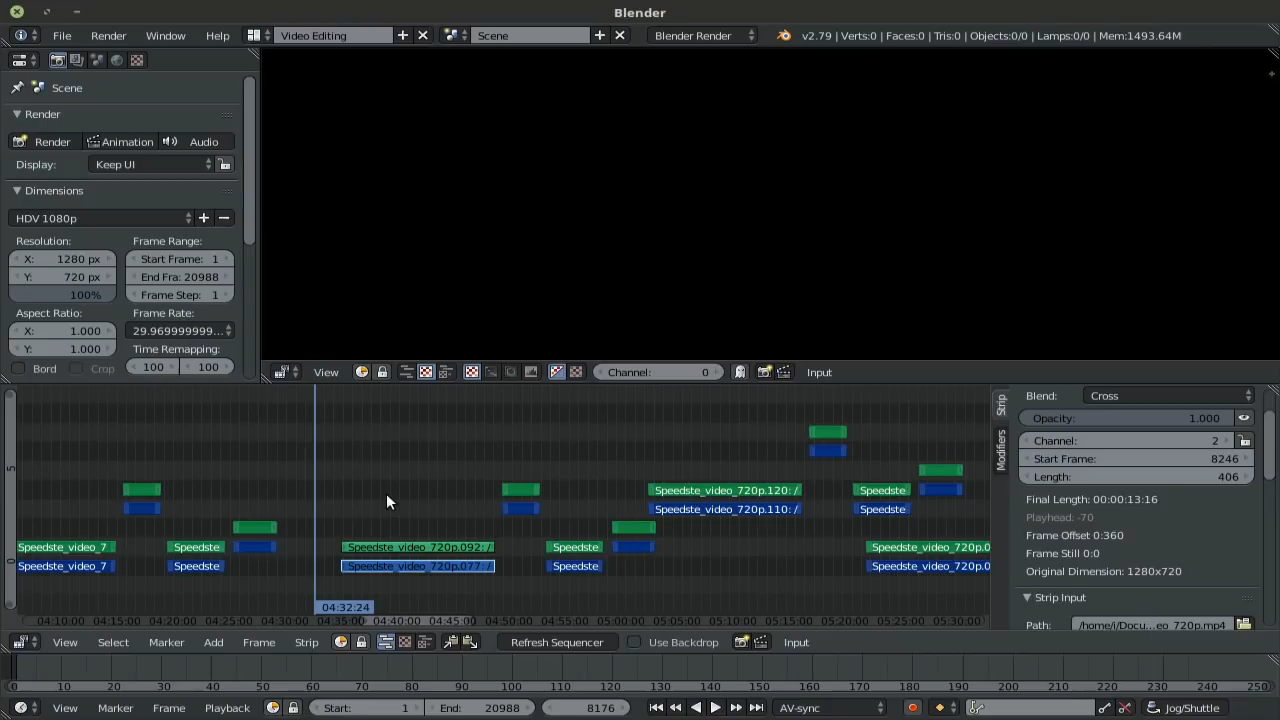 Blender
File Render Window Help Video Editing Scene Blender Render v2.79 | Verts:0 | Faces:0 | Tris:0 | Objects:0/0 | Lamps:0/0 | Mem:1493.64M
Scene
Render
Render Animation Audio
Display: Keep UI
Dimensions
HDV 1080p
Resolution: Frame Range:
X: 1280 px Start Frame: 1
Y: 720 px End Fra: 20988
100% Frame Step: 1
Aspect Ratio: Frame Rate:
X: 1.000 29.969999999...
Y: 1.000 Time Remapping:
Bord Crop 100 100
View Channel: 0 Input
Strip
Modifiers
Blend: Cross
Opacity: 1.000
Channel: 2
Start Frame: 8246
Length: 406
Final Length: 00:00:13:16
Playhead: -70
Frame Offset 0:360
Frame Still 0:0
Original Dimension: 1280x720
Strip Input
Path: /home/i/Docu...eo_720p.mp4
5
Speedste_video_720p.120: / Speedste
Speedste_video_720p.110: / Speedste
0
Speedste_video_7 Speedste Speedste_video_720p.092: / Speedste Speedste_video_720p.0
Speedste_video_7 Speedste Speedste_video_720p.077: / Speedste Speedste_video_720p.0
04:32:24
04:10:00 04:15:00 04:20:00 04:25:00 04:30:00 04:35:00 04:40:00 04:45:00 04:50:00 04:55:00 05:00:00 05:05:00 05:10:00 05:15:00 05:20:00 05:25:00 05:30:00
View Select Marker Add Frame Strip Refresh Sequencer Use Backdrop Input
0 10 20 30 40 50 60 70 80 90 100 110 120 130 140 150 160 170 180 190 200 210 220 230 240 250
View Marker Frame Playback Start: 1 End: 20988 8176 AV-sync Jog/Shuttle